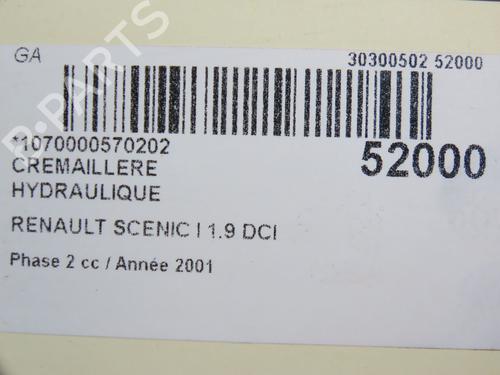 GA
30300502 52000
*1070000570202
52000
CREMAILLERE
HYDRAULIQUE
RENAULT SCENIC I 1.9 DCI
Phase 2 cc / Année 2001
B-PARTS